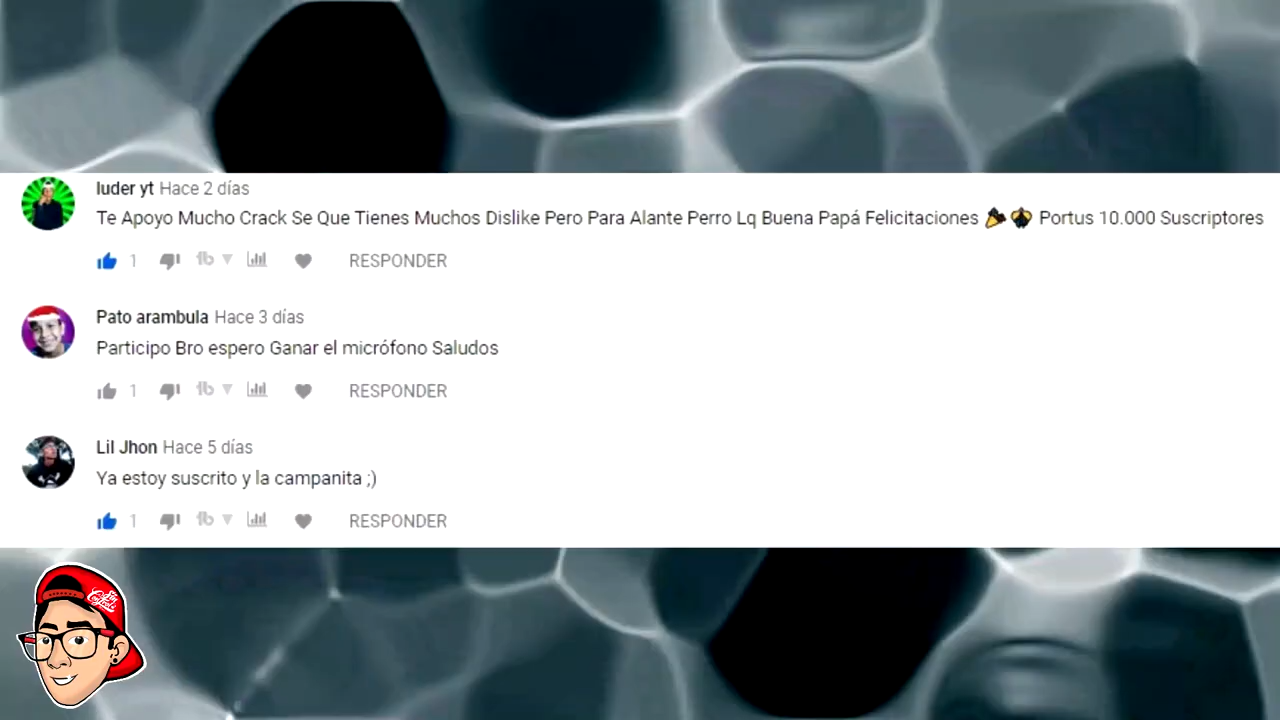 luder yt Hace 2 días
Te Apoyo Mucho Crack Se Que Tienes Muchos Dislike Pero Para Alante Perro Lq Buena Papá Felicitaciones 🎉 Portus 10.000 Suscriptores
1 RESPONDER
Pato arambula Hace 3 días
Participo Bro espero Ganar el micrófono Saludos
1 RESPONDER
Lil Jhon Hace 5 días
Ya estoy suscrito y la campanita ;)
1 RESPONDER